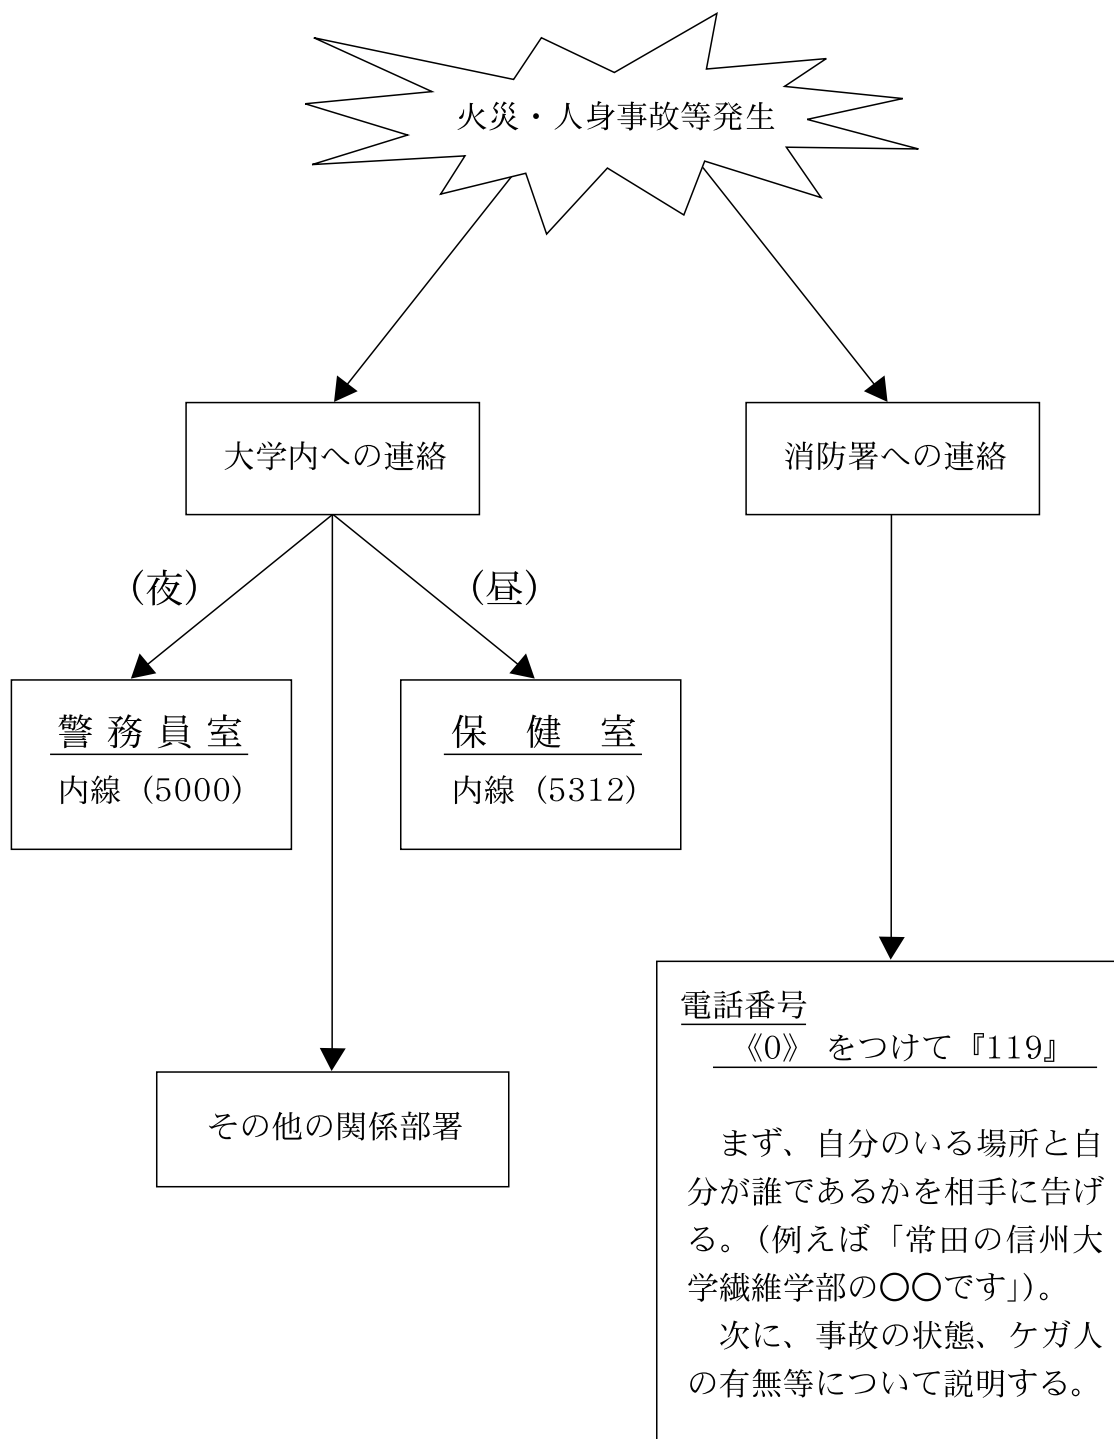 火災・人身事故等発生
大学内への連絡
消防署への連絡
(夜)
(昼)
警務員室
内線（5000）
保健室
内線（5312）
その他の関係部署
電話番号
《0》 をつけて『119』
まず、自分のいる場所と自
分が誰であるかを相手に告げ
る。（例えば「常田の信州大
学繊維学部の〇〇です」）。
次に、事故の状態、ケガ人
の有無等について説明する。